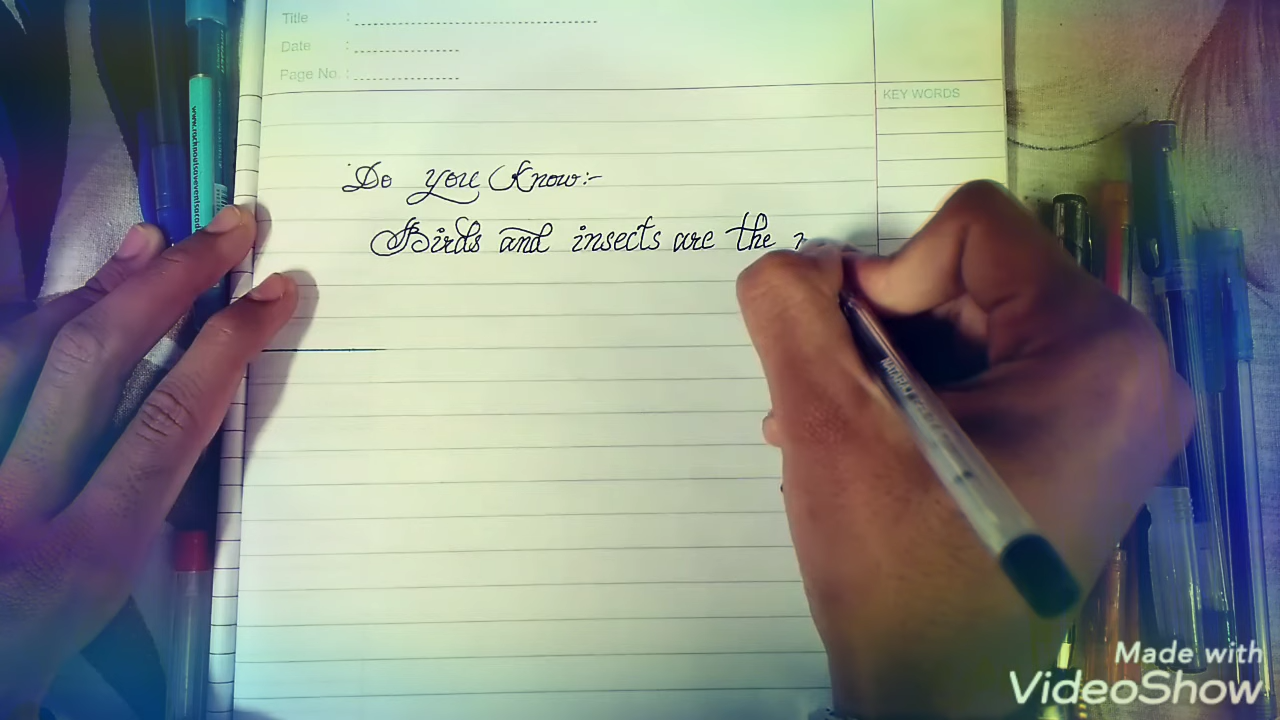 Title :
Date :
Page No. :
KEY WORDS
Do you Know:-
Birds and insects are the
Made with
VideoShow